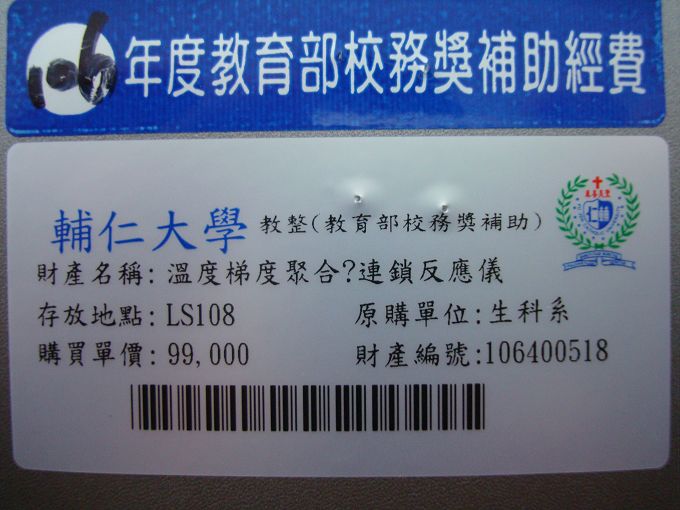 106年度教育部校務獎補助經費
輔仁大學 教整(教育部校務獎補助)
財產名稱: 溫度梯度聚合?連鎖反應儀
存放地點: LS108 原購單位: 生科系
購買單價: 99,000 財產編號:106400518